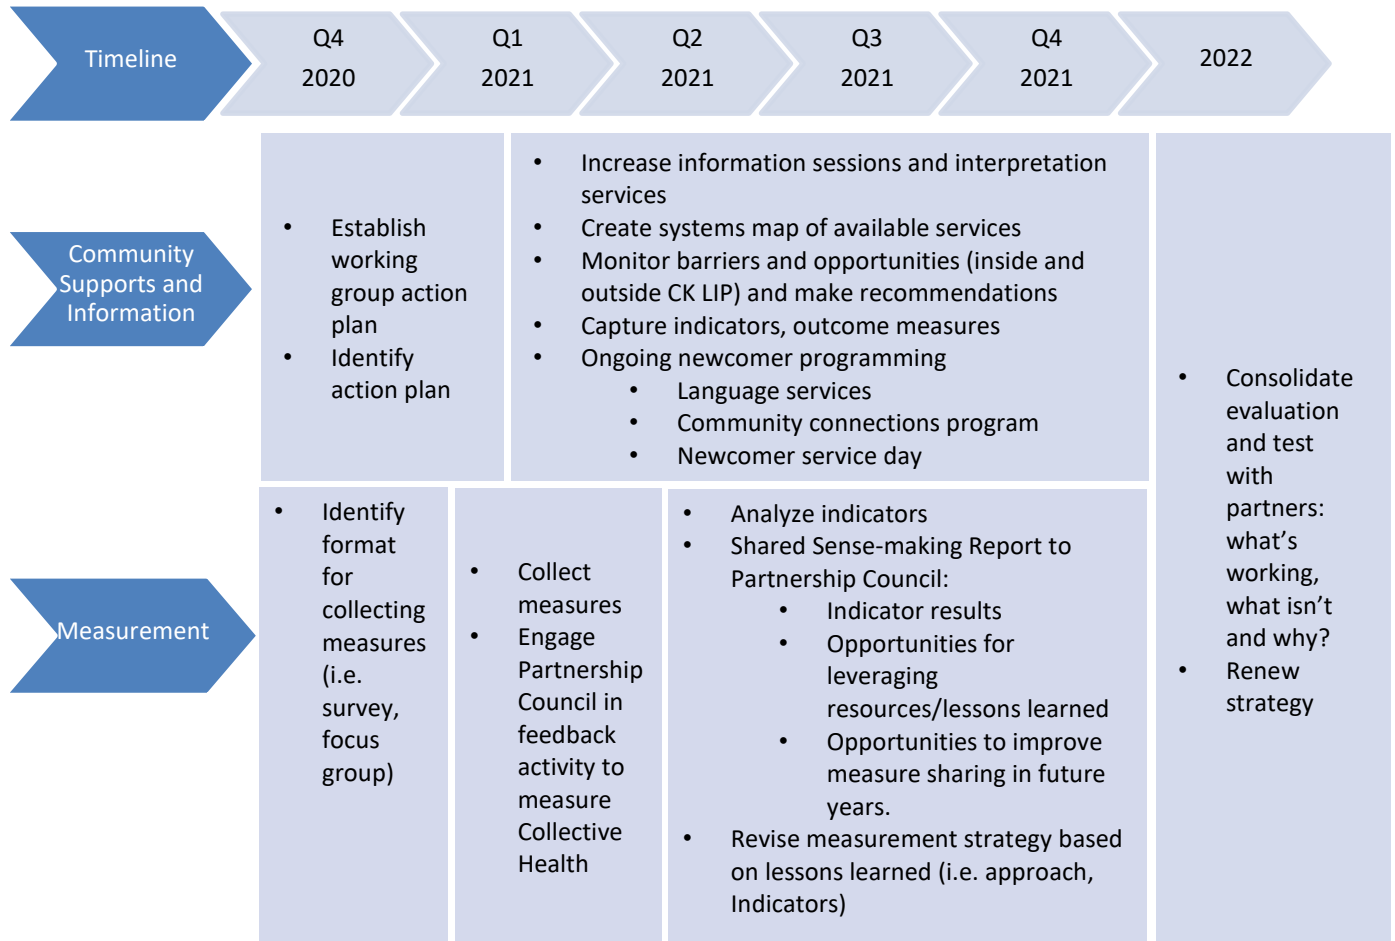 Timeline
Q4
2020
Q1
2021
Q2
2021
Q3
2021
Q4
2021
2022
Community
Supports and
Information
• Establish
working
group action
plan
• Identify
action plan
• Increase information sessions and interpretation
services
• Create systems map of available services
• Monitor barriers and opportunities (inside and
outside CK LIP) and make recommendations
• Capture indicators, outcome measures
• Ongoing newcomer programming
• Language services
• Community connections program
• Newcomer service day
Measurement
• Identify
format
for
collecting
measures
(i.e.
survey,
focus
group)
• Collect
measures
• Engage
Partnership
Council in
feedback
activity to
measure
Collective
Health
• Analyze indicators
• Shared Sense-making Report to
Partnership Council:
• Indicator results
• Opportunities for
leveraging
resources/lessons learned
• Opportunities to improve
measure sharing in future
years.
• Revise measurement strategy based
on lessons learned (i.e. approach,
Indicators)
• Consolidate
evaluation
and test
with
partners:
what’s
working,
what isn’t
and why?
• Renew
strategy